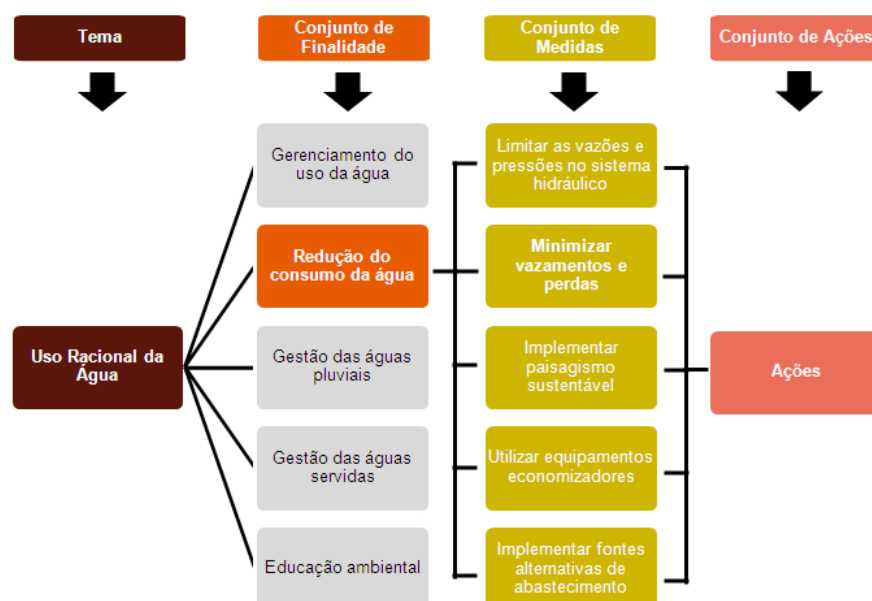 Tema
Conjunto de
Finalidade
Conjunto de
Medidas
Conjunto de Ações
Gerenciamento do
uso da água
Limitar as vazões e
pressões no sistema
hidráulico
Redução do
consumo da água
Minimizar
vazamentos e
perdas
Uso Racional da
Água
Gestão das águas
pluviais
Implementar
paisagismo
sustentável
Ações
Gestão das águas
servidas
Utilizar equipamentos
economizadores
Educação ambiental
Implementar fontes
alternativas de
abastecimento